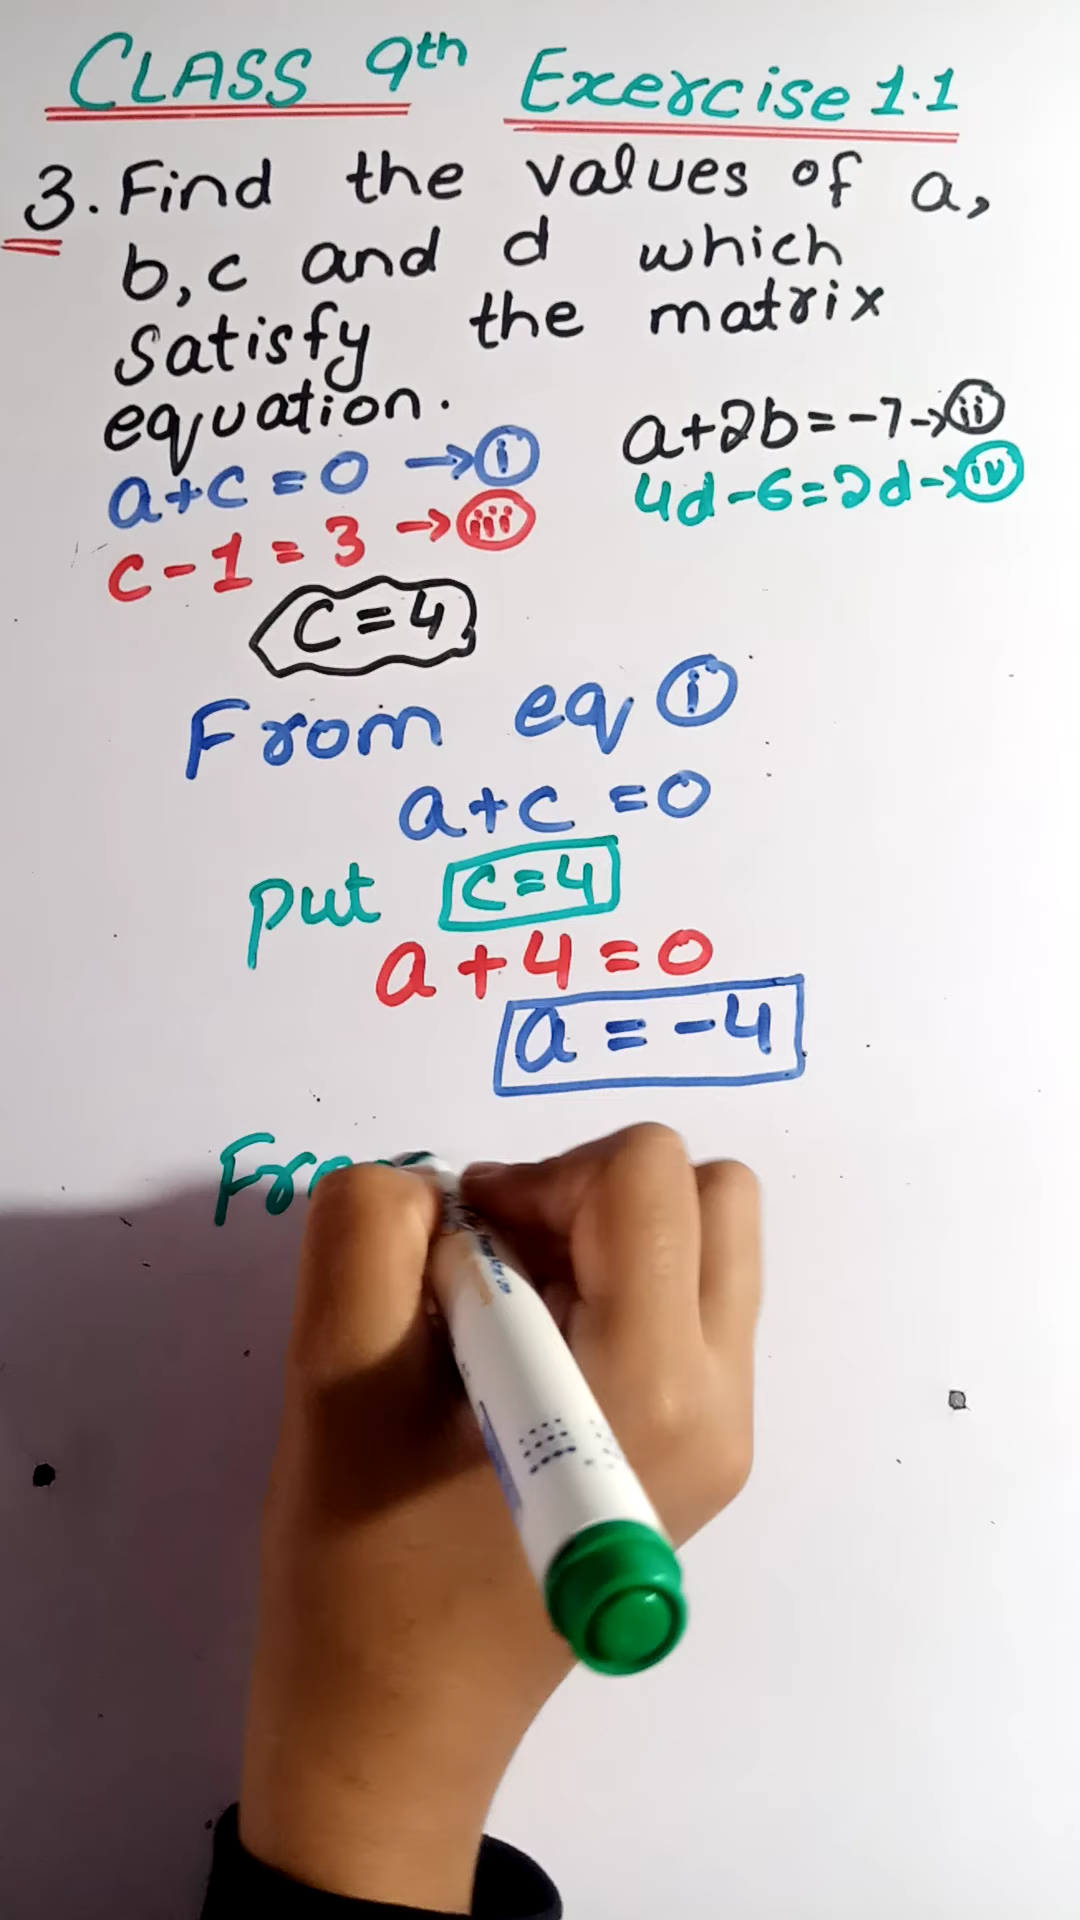 CLASS 9th Exercise 1.1
3. Find the values of a,
b, c and d which
Satisfy the matrix
equation.
a+c=0 →(i) a+2b=-7→(ii)
c-1=3 →(iii) 4d-6=2d→(iv)
c=4
From eq (i)
a+c=0
put c=4
a+4=0
a=-4